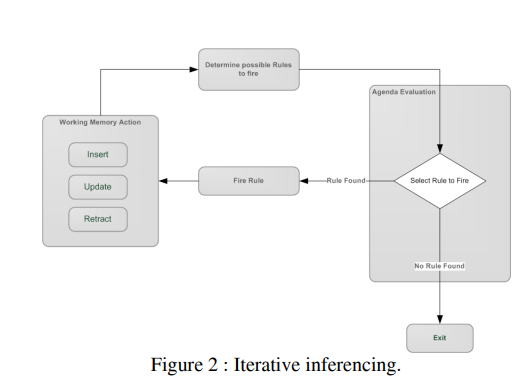 Determine possible Rules
to fire
Agenda Evaluation
Working Memory Action
Insert
Update
Retract
Fire Rule
Rule Found
Select Rule to Fire
No Rule Found
Exit
Figure 2 : Iterative inferencing.